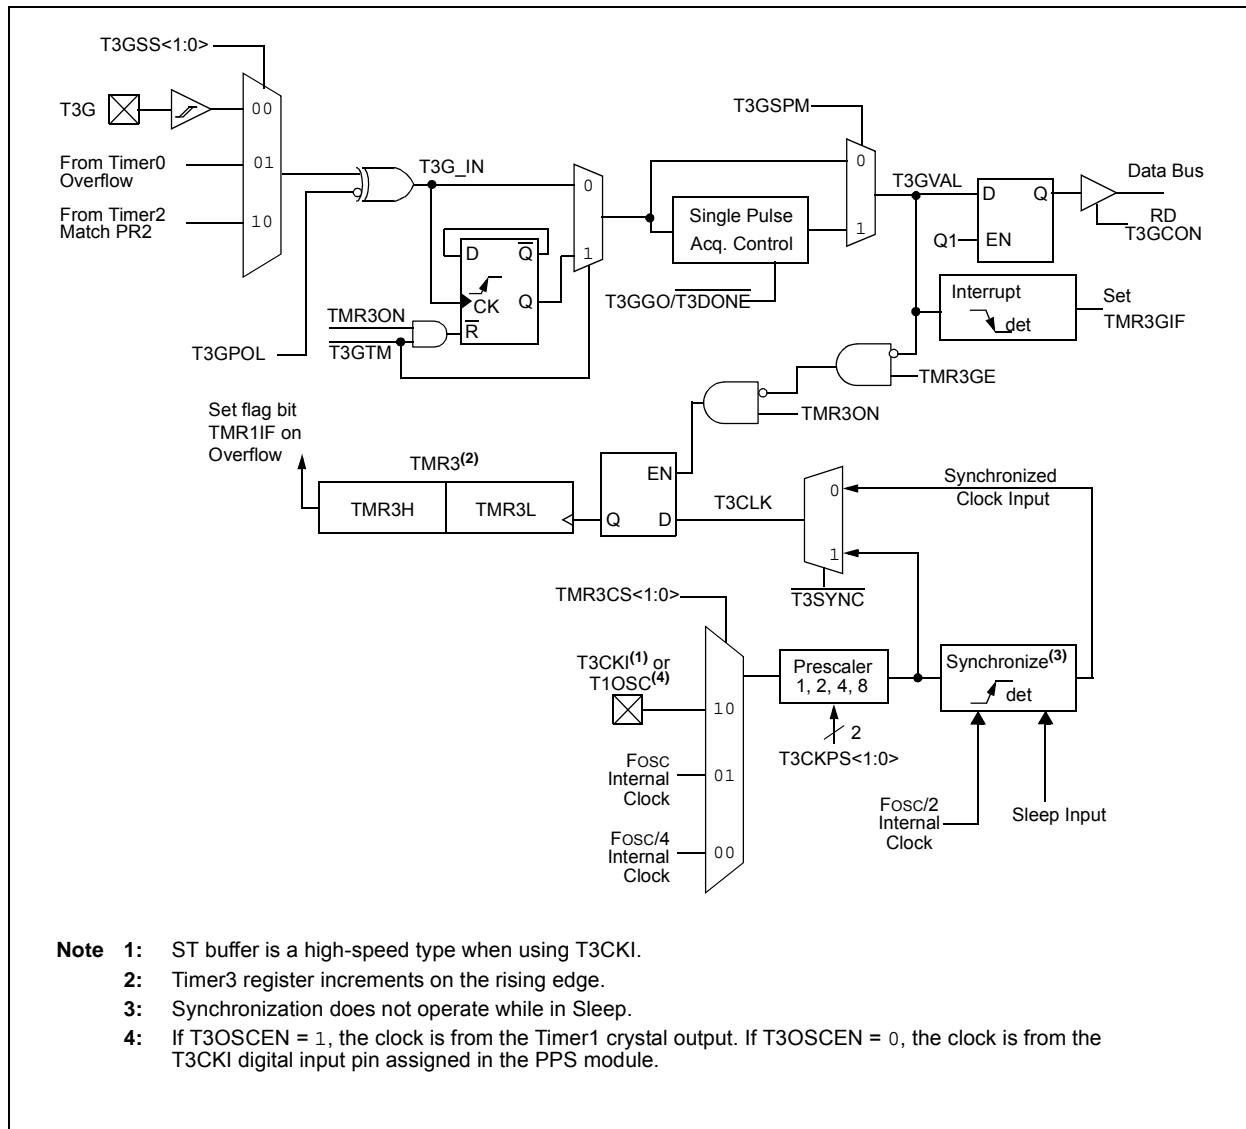 T3GSS<1:0>
T3G
00
From Timer0
Overflow
01
From Timer2
Match PR2
10
T3GPOL
T3G_IN
0
1
D
Q
CK
Q
R
TMR3ON
T3GTM
T3GSPM
0
1
Single Pulse
Acq. Control
T3GGO/T3DONE
T3GVAL
D
Q
Q1
EN
Data Bus
RD
T3GCON
Interrupt
det
Set
TMR3GIF
TMR3GE
TMR3ON
Set flag bit
TMR1IF on
Overflow
TMR3(2)
TMR3H
TMR3L
EN
Q
D
T3CLK
0
1
T3SYNC
Synchronized
Clock Input
TMR3CS<1:0>
T3CKI(1) or
T1OSC(4)
10
FOSC
Internal
Clock
01
FOSC/4
Internal
Clock
00
Prescaler
1, 2, 4, 8
2
T3CKPS<1:0>
Synchronize(3)
det
FOSC/2
Internal
Clock
Sleep Input
Note 1: ST buffer is a high-speed type when using T3CKI.
2: Timer3 register increments on the rising edge.
3: Synchronization does not operate while in Sleep.
4: If T3OSCEN = 1, the clock is from the Timer1 crystal output. If T3OSCEN = 0, the clock is from the
T3CKI digital input pin assigned in the PPS module.